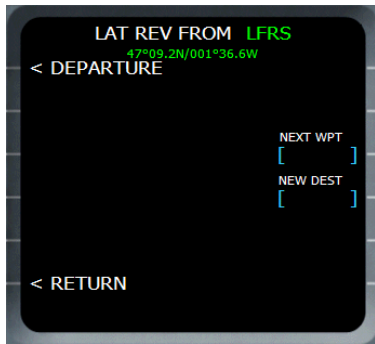 LAT REV FROM LFRS
47°09.2N/001°36.6W
< DEPARTURE
NEXT WPT
[ ]
NEW DEST
[ ]
< RETURN